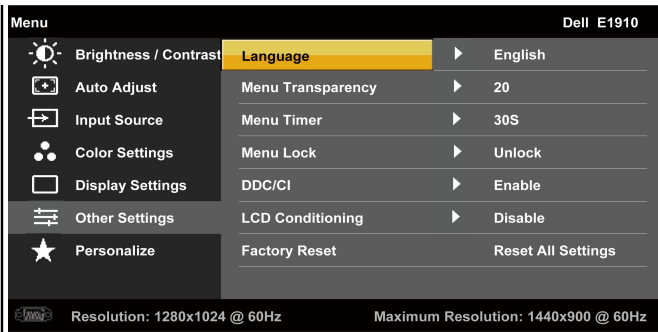 Menu Dell E1910
Brightness / Contrast Language English
Auto Adjust Menu Transparency 20
Input Source Menu Timer 30S
Color Settings Menu Lock Unlock
Display Settings DDC/CI Enable
Other Settings LCD Conditioning Disable
Personalize Factory Reset Reset All Settings
Resolution: 1280x1024 @ 60Hz Maximum Resolution: 1440x900 @ 60Hz